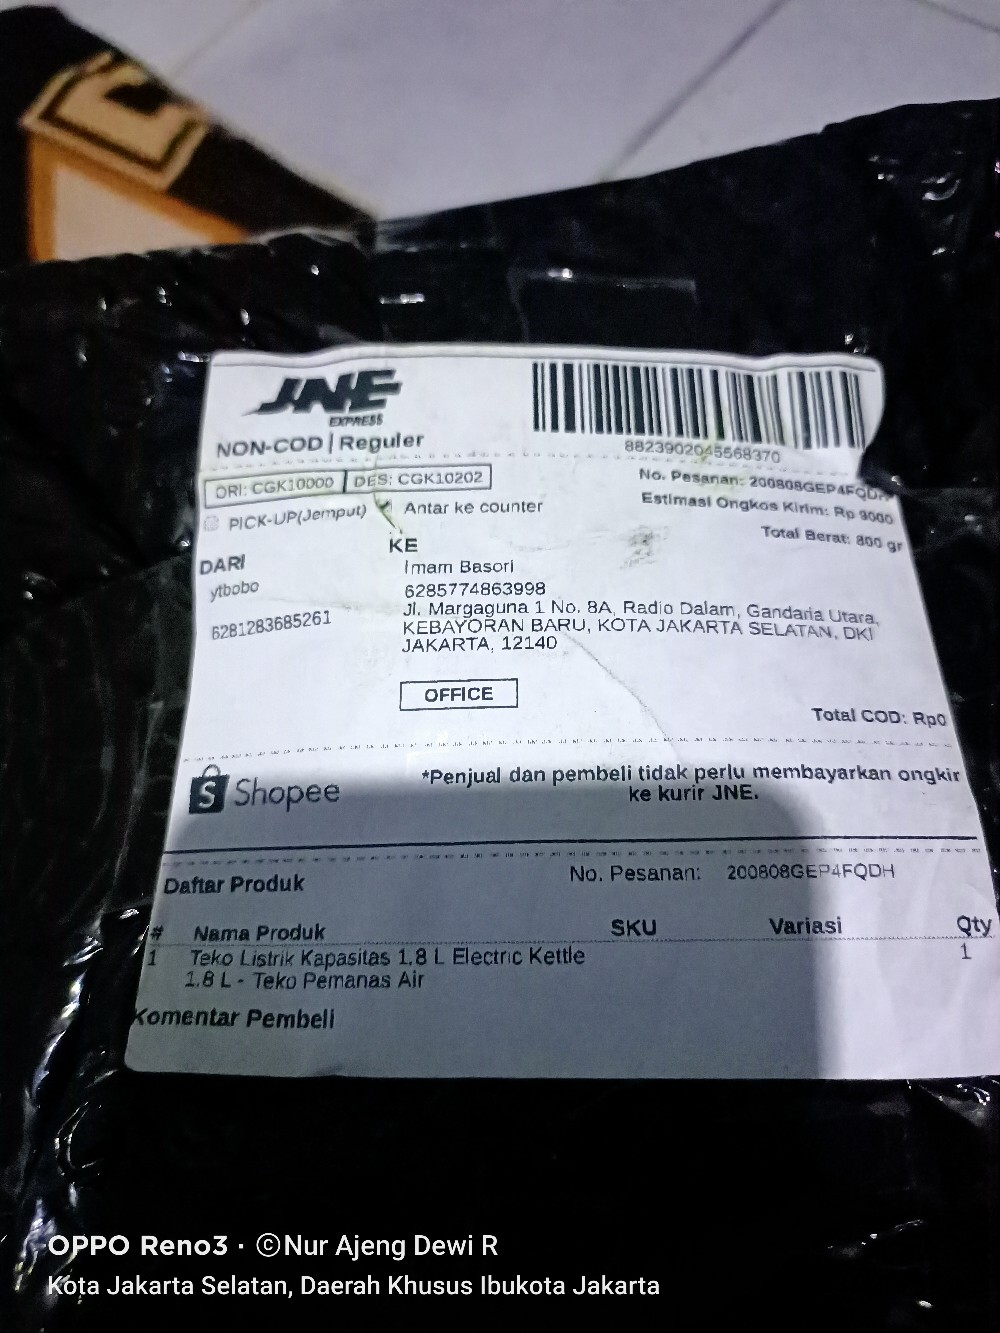 JNE
EXPRESS
NON-COD | Reguler
8823902045568370
ORI: CGK10000 DES: CGK10202
No. Pesanan: 200808GEP4FQDH
PICK-UP(Jemput) Antar ke counter
Estimasi Ongkos Kirim: Rp 9000
Total Berat: 800 gr
DARI
ytbobo
6281283685261
KE
Imam Basori
6285774863998
Jl. Margaguna 1 No. 8A, Radio Dalam, Gandaria Utara,
KEBAYORAN BARU, KOTA JAKARTA SELATAN, DKI
JAKARTA, 12140
OFFICE
Total COD: Rp0
Shopee
*Penjual dan pembeli tidak perlu membayarkan ongkir
ke kurir JNE.
Daftar Produk No. Pesanan: 200808GEP4FQDH
# Nama Produk SKU Variasi Qty
1 Teko Listrik Kapasitas 1.8 L Electric Kettle 1
1.8 L - Teko Pemanas Air
Komentar Pembeli
OPPO Reno3 · ©Nur Ajeng Dewi R
Kota Jakarta Selatan, Daerah Khusus Ibukota Jakarta